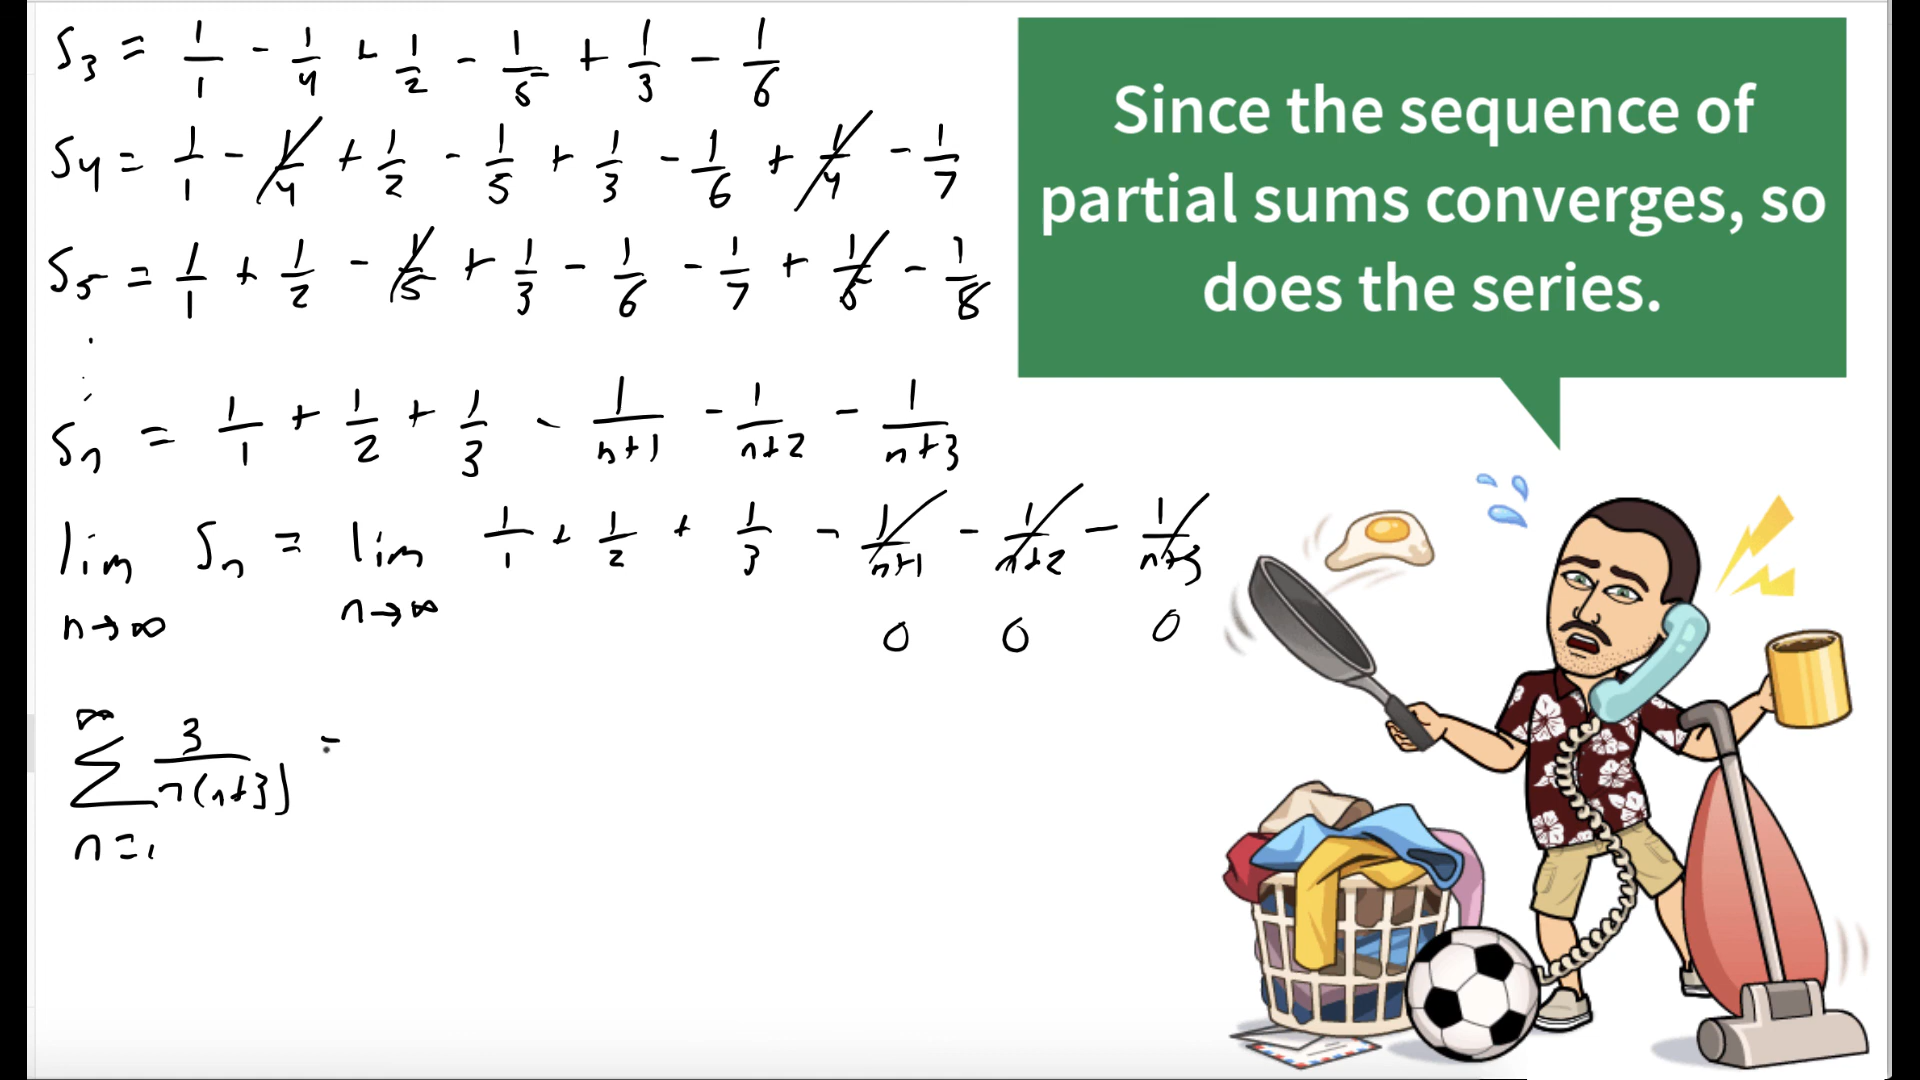 S₃ = 1/1 - 1/4 + 1/2 - 1/5 + 1/3 - 1/6
S₄ = 1/1 - 1/4 + 1/2 - 1/5 + 1/3 - 1/6 + 1/4 - 1/7
S₅ = 1/1 + 1/2 - 1/5 + 1/3 - 1/6 - 1/7 + 1/5 - 1/8
Sₙ = 1/1 + 1/2 + 1/3 - 1/(n+1) - 1/(n+2) - 1/(n+3)
lim Sₙ = lim 1/1 + 1/2 + 1/3 - 1/(n+1) - 1/(n+2) - 1/(n+3)
n→∞ n→∞ 0 0 0
∞
∑ 3/(n(n+3)) =
n=1
Since the sequence of
partial sums converges, so
does the series.